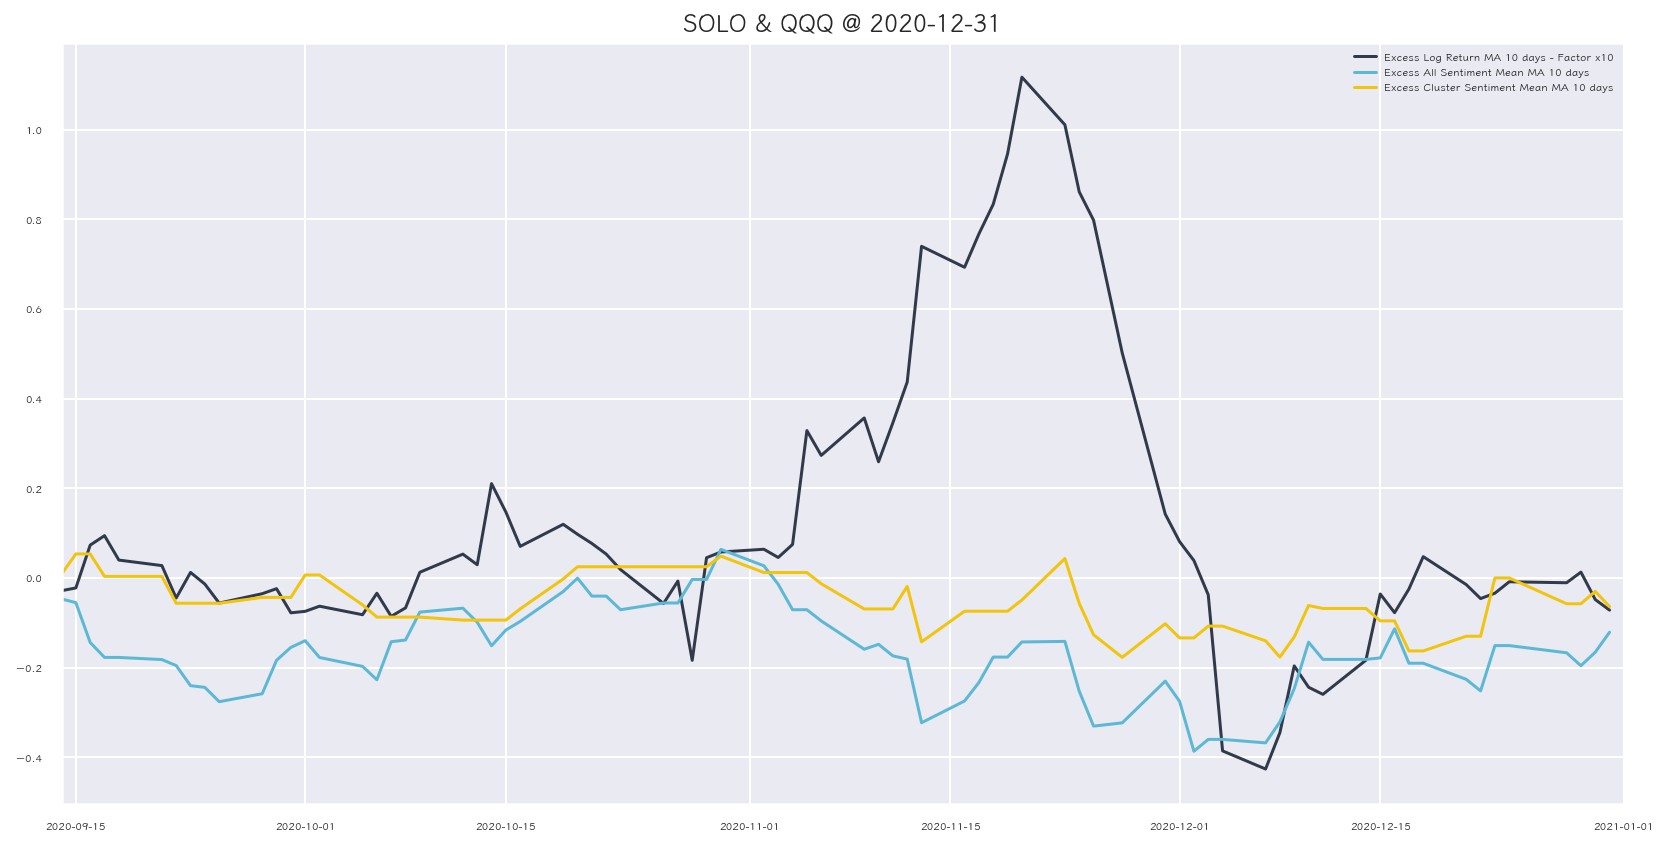 SOLO & QQQ @ 2020-12-31
Excess Log Return MA 10 days - Factor x10
Excess All Sentiment Mean MA 10 days
Excess Cluster Sentiment Mean MA 10 days
1.0
0.8
0.6
0.4
0.2
0.0
−0.2
−0.4
2020-09-15 2020-10-01 2020-10-15 2020-11-01 2020-11-15 2020-12-01 2020-12-15 2021-01-01